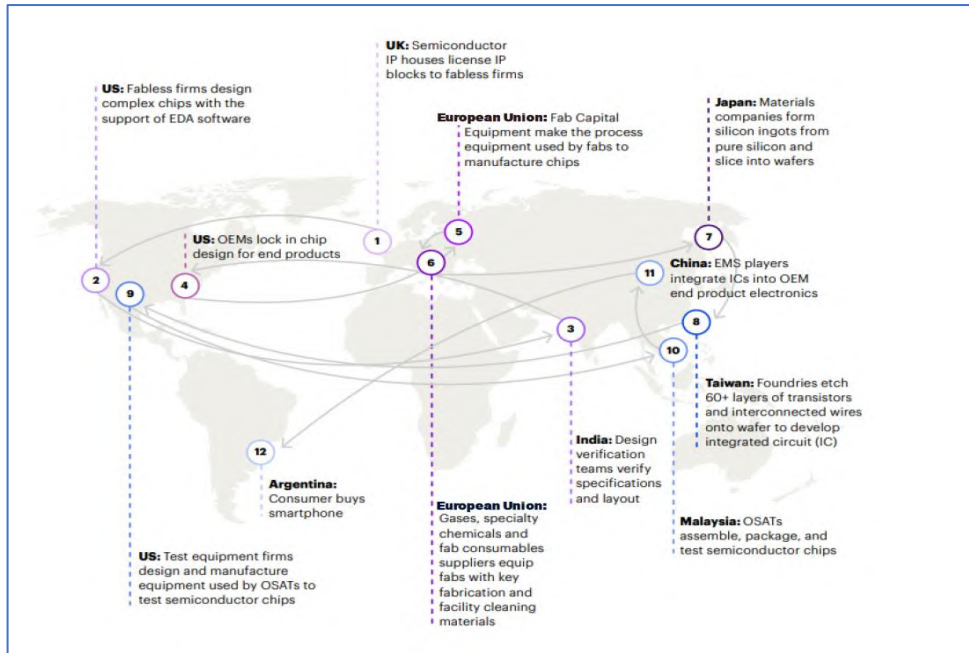 UK: Semiconductor
IP houses license IP
blocks to fabless firms
US: Fabless firms design
complex chips with the
support of EDA software
European Union: Fab Capital
Equipment make the process
equipment used by fabs to
manufacture chips
Japan: Materials
companies form
silicon ingots from
pure silicon and
slice into wafers
US: OEMs lock in chip
design for end products
1
5
7
6
2
9
4
11
China: EMS players
integrate ICs into OEM
end product electronics
3
8
10
Taiwan: Foundries etch
60+ layers of transistors
and interconnected wires
onto wafer to develop
integrated circuit (IC)
12
Argentina:
Consumer buys
smartphone
India: Design
verification
teams verify
specifications
and layout
European Union:
Gases, specialty
chemicals and
fab consumables
suppliers equip
fabs with key
fabrication and
facility cleaning
materials
Malaysia: OSATs
assemble, package, and
test semiconductor chips
US: Test equipment firms
design and manufacture
equipment used by OSATs to
test semiconductor chips